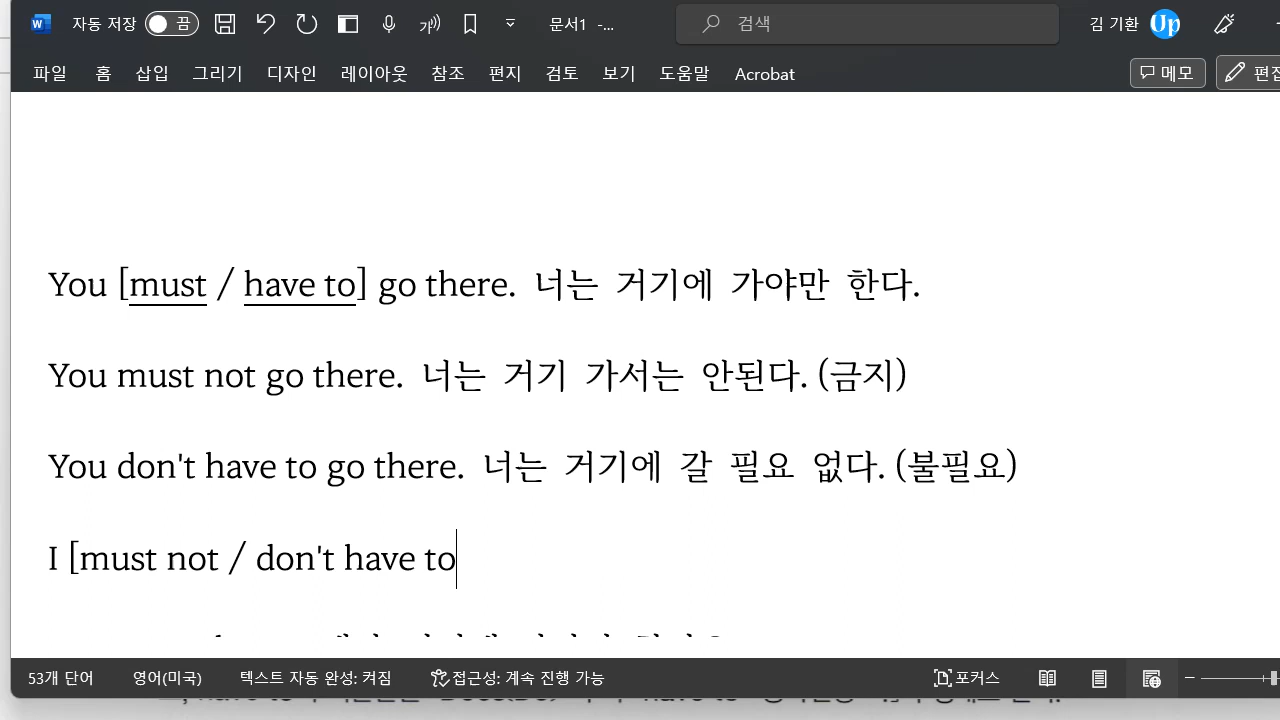 자동 저장 끔 문서1 -... 검색 김 기환 Up
파일 홈 삽입 그리기 디자인 레이아웃 참조 편지 검토 보기 도움말 Acrobat 메모 편집
You [must / have to] go there. 너는 거기에 가야만 한다.
You must not go there. 너는 거기 가서는 안된다. (금지)
You don't have to go there. 너는 거기에 갈 필요 없다. (불필요)
I [must not / don't have to
53개 단어 영어(미국) 텍스트 자동 완성: 켜짐 접근성: 계속 진행 가능 포커스